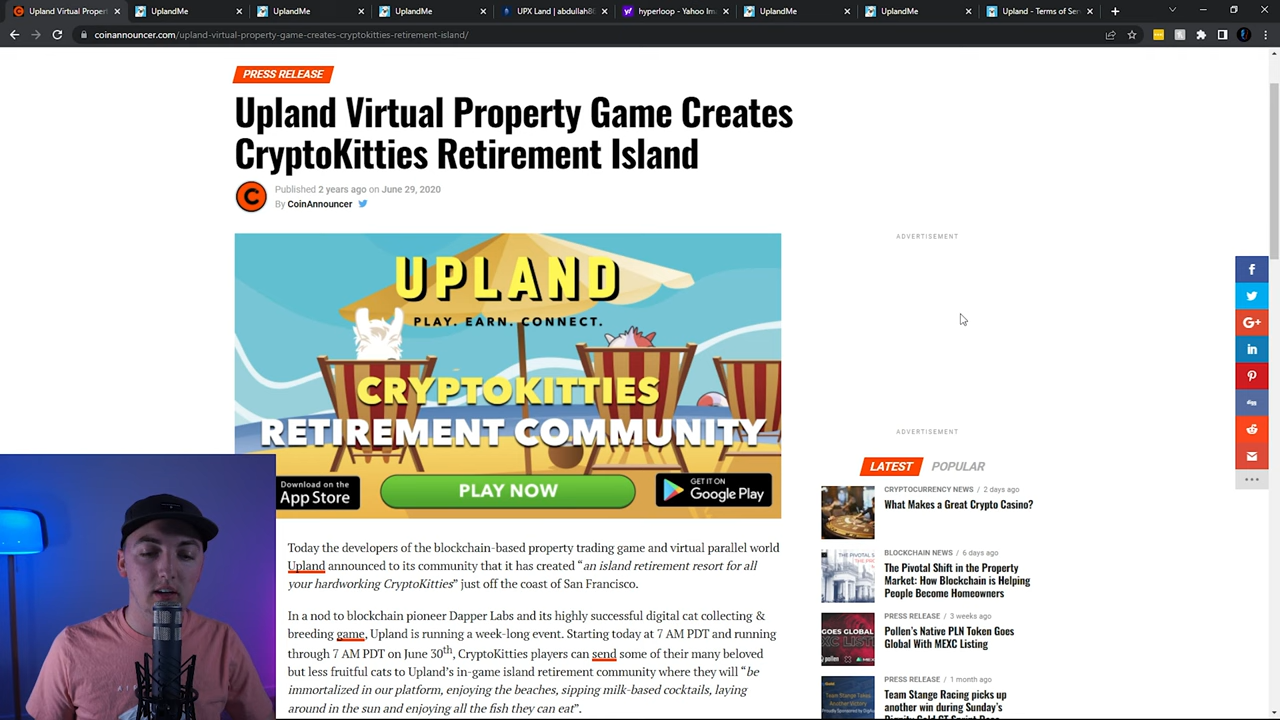 Upland Virtual Property Gam
UplandMe
UplandMe
UplandMe
UPX Land | abdullah8
hyperloop - Yahoo Im
UplandMe
UplandMe
Upland - Terms of Ser
coinannouncer.com/upland-virtual-property-game-creates-cryptokitties-retirement-island/
PRESS RELEASE
Upland Virtual Property Game Creates
CryptoKitties Retirement Island
Published 2 years ago on June 29, 2020
By CoinAnnouncer
ADVERTISEMENT
UPLAND
PLAY. EARN. CONNECT.
CRYPTOKITTIES
RETIREMENT COMMUNITY
Download on the
App Store
PLAY NOW
GET IT ON
Google Play
ADVERTISEMENT
LATEST POPULAR
CRYPTOCURRENCY NEWS / 2 days ago
What Makes a Great Crypto Casino?
BLOCKCHAIN NEWS / 6 days ago
The Pivotal Shift in the Property
Market: How Blockchain is Helping
People Become Homeowners
PRESS RELEASE / 3 weeks ago
Pollen's Native PLN Token Goes
Global With MEXC Listing
PRESS RELEASE / 1 month ago
Team Stange Racing picks up
another win during Sunday's
Today the developers of the blockchain-based property trading game and virtual parallel world
Upland announced to its community that it has created “an island retirement resort for all
your hardworking CryptoKitties” just off the coast of San Francisco.
In a nod to blockchain pioneer Dapper Labs and its highly successful digital cat collecting &
breeding game, Upland is running a week-long event. Starting today at 7 AM PDT and running
through 7 AM PDT on June CryptoKitties players can send some of their many beloved
but less fruitful cats to Upland's in-game island retirement community where they will “be
immortalized in our platform, enjoying the beaches, sipping milk-based cocktails, laying
around in the sun and enjoying all the fish they can eat”.